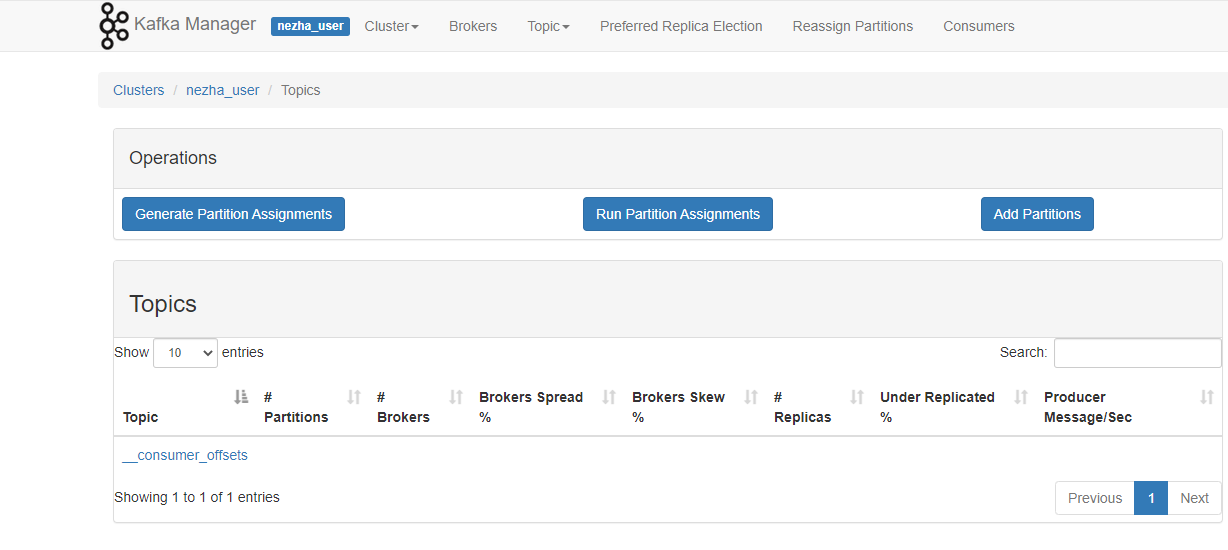 Kafka Manager nezha_user Cluster Brokers Topic Preferred Replica Election Reassign Partitions Consumers
Clusters / nezha_user / Topics
Operations
Generate Partition Assignments Run Partition Assignments Add Partitions
Topics
Show 10 entries Search:
Topic # Partitions # Brokers Brokers Spread % Brokers Skew % # Replicas Under Replicated % Producer Message/Sec
__consumer_offsets
Showing 1 to 1 of 1 entries Previous 1 Next